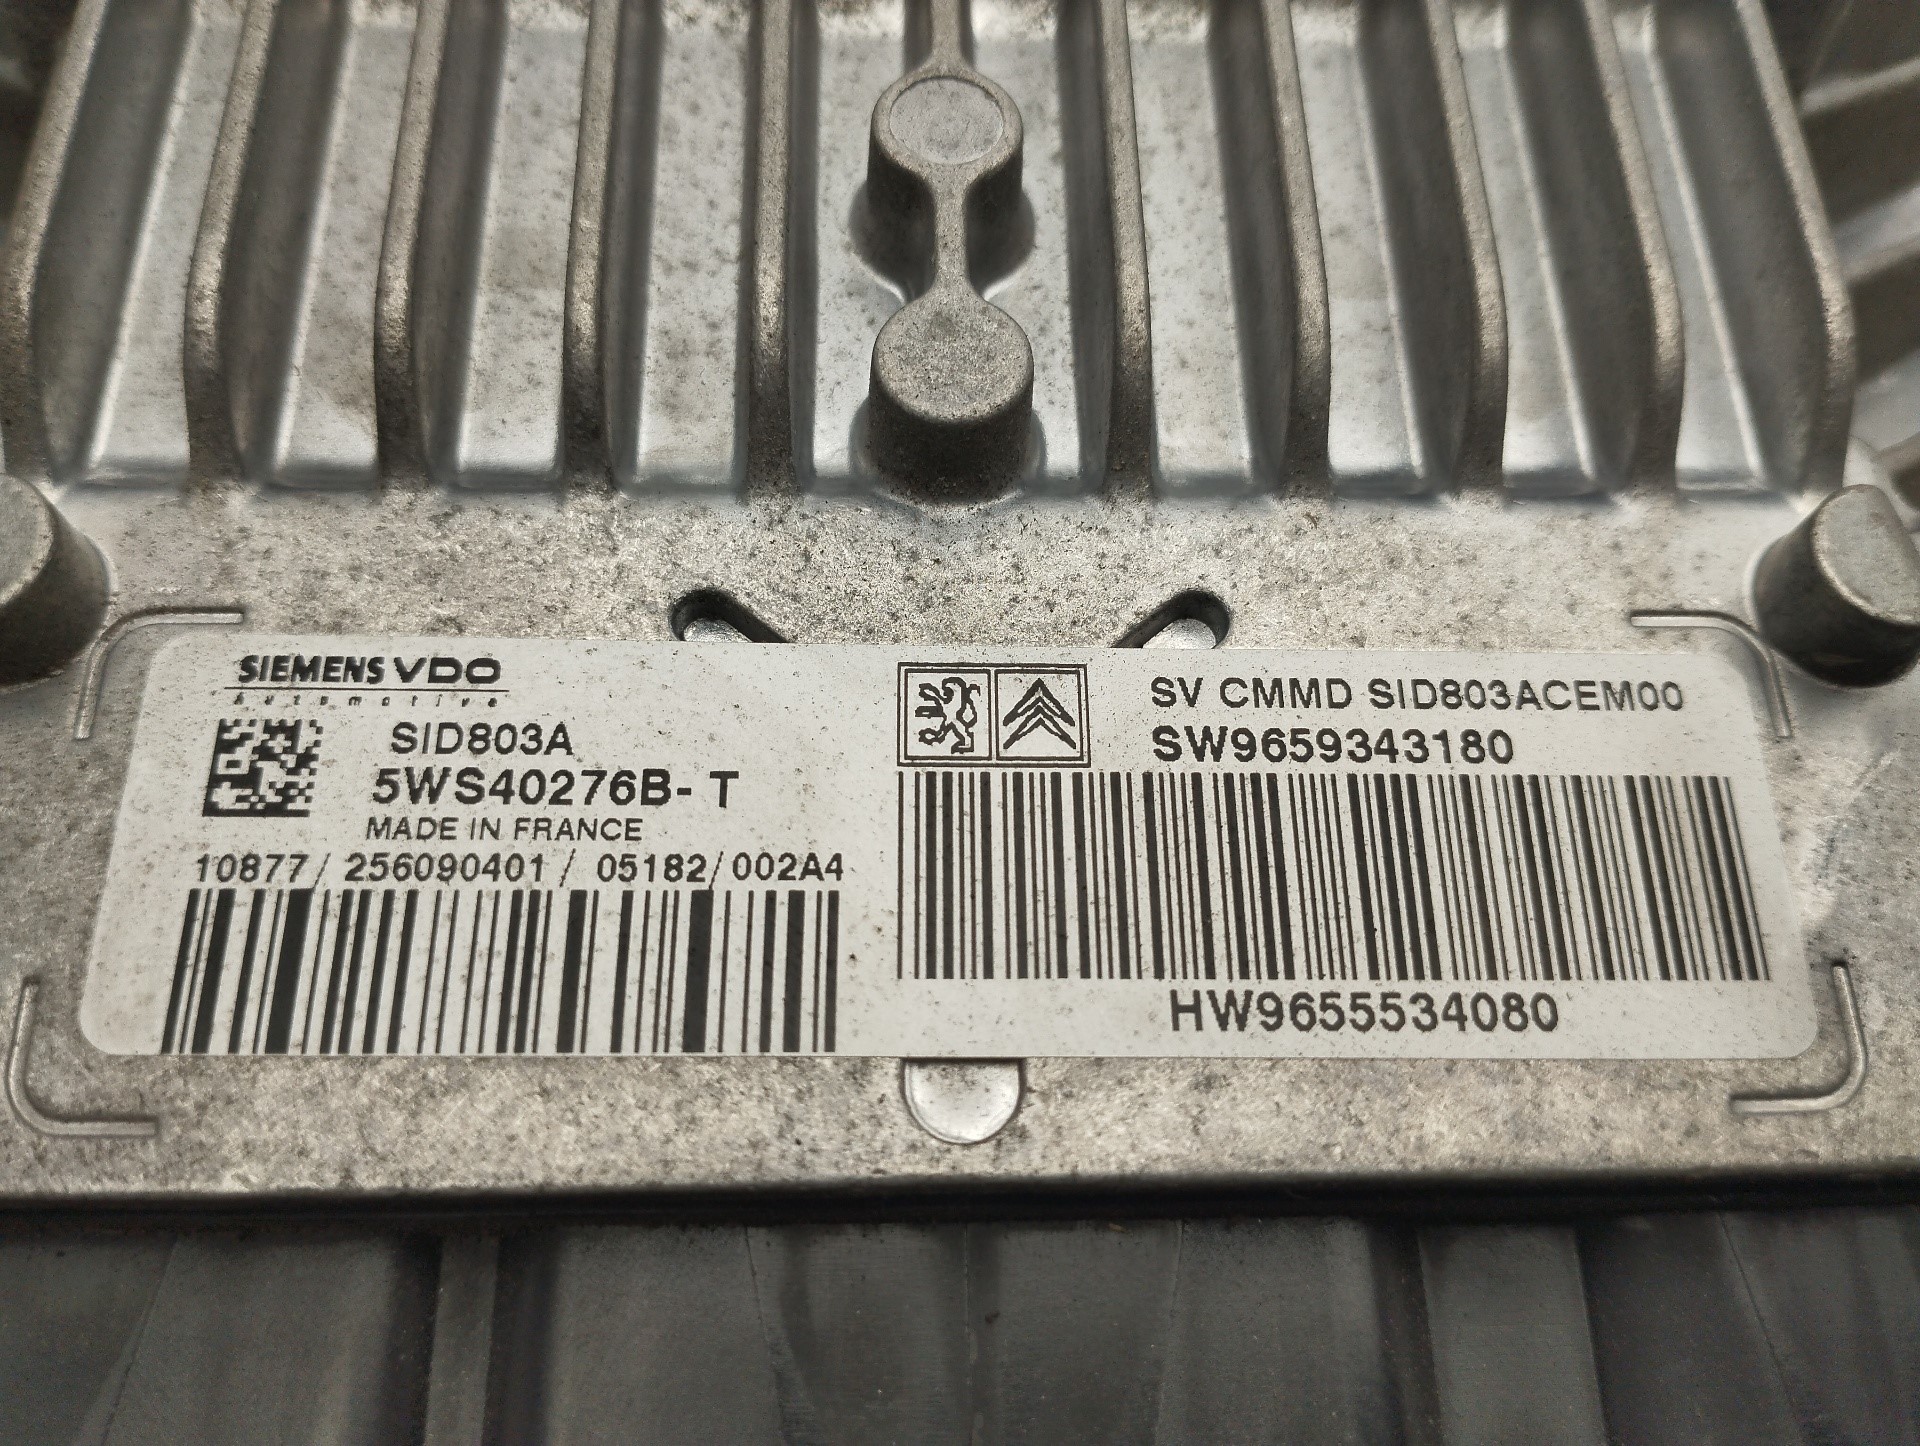 SIEMENS VDO
Automotive
SID803A
5WS40276B-T
MADE IN FRANCE
10877/256090401/05182/002A4
SV CMMD SID803ACEM00
SW9659343180
HW9655534080